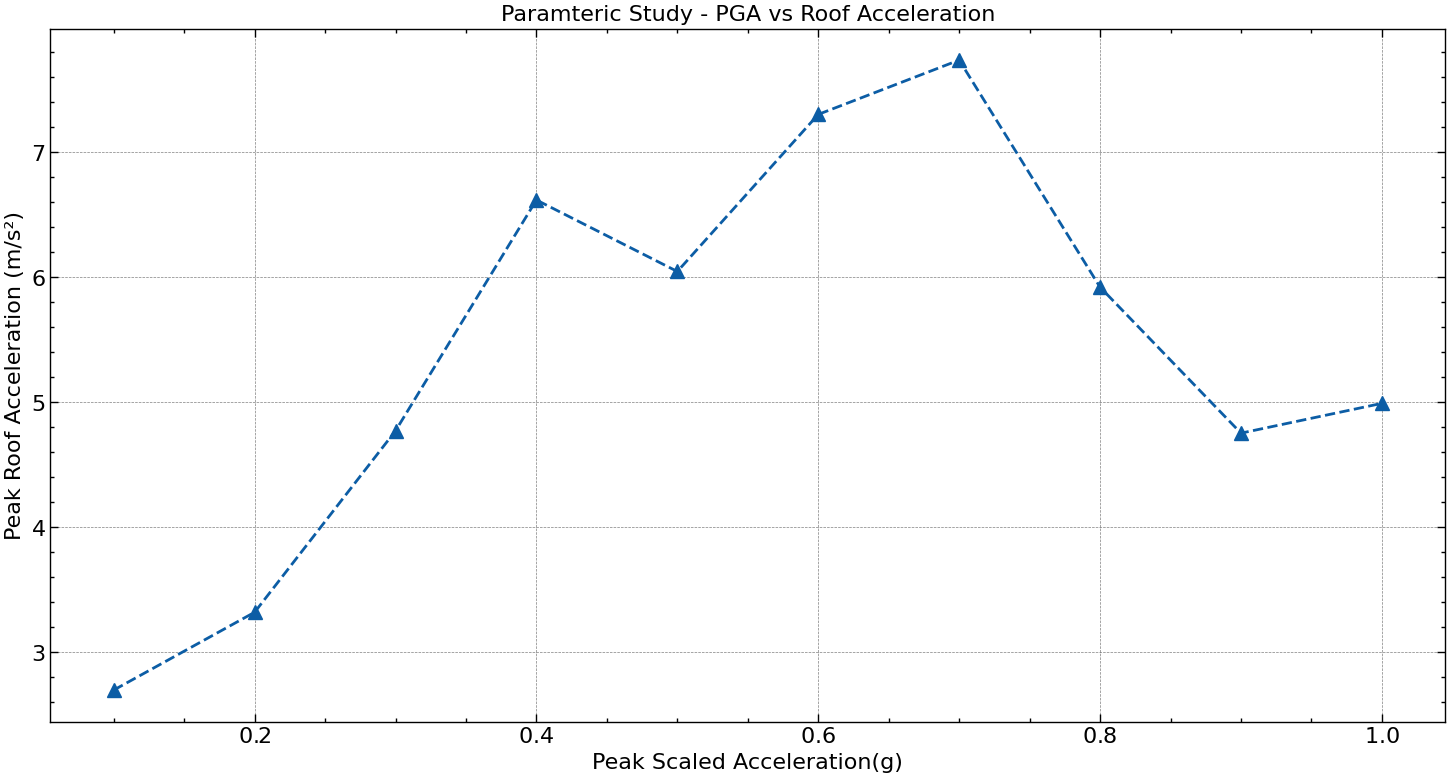 Paramteric Study - PGA vs Roof Acceleration
Peak Roof Acceleration (m/s²)
7
6
5
4
3
0.2 0.4 0.6 0.8 1.0
Peak Scaled Acceleration(g)